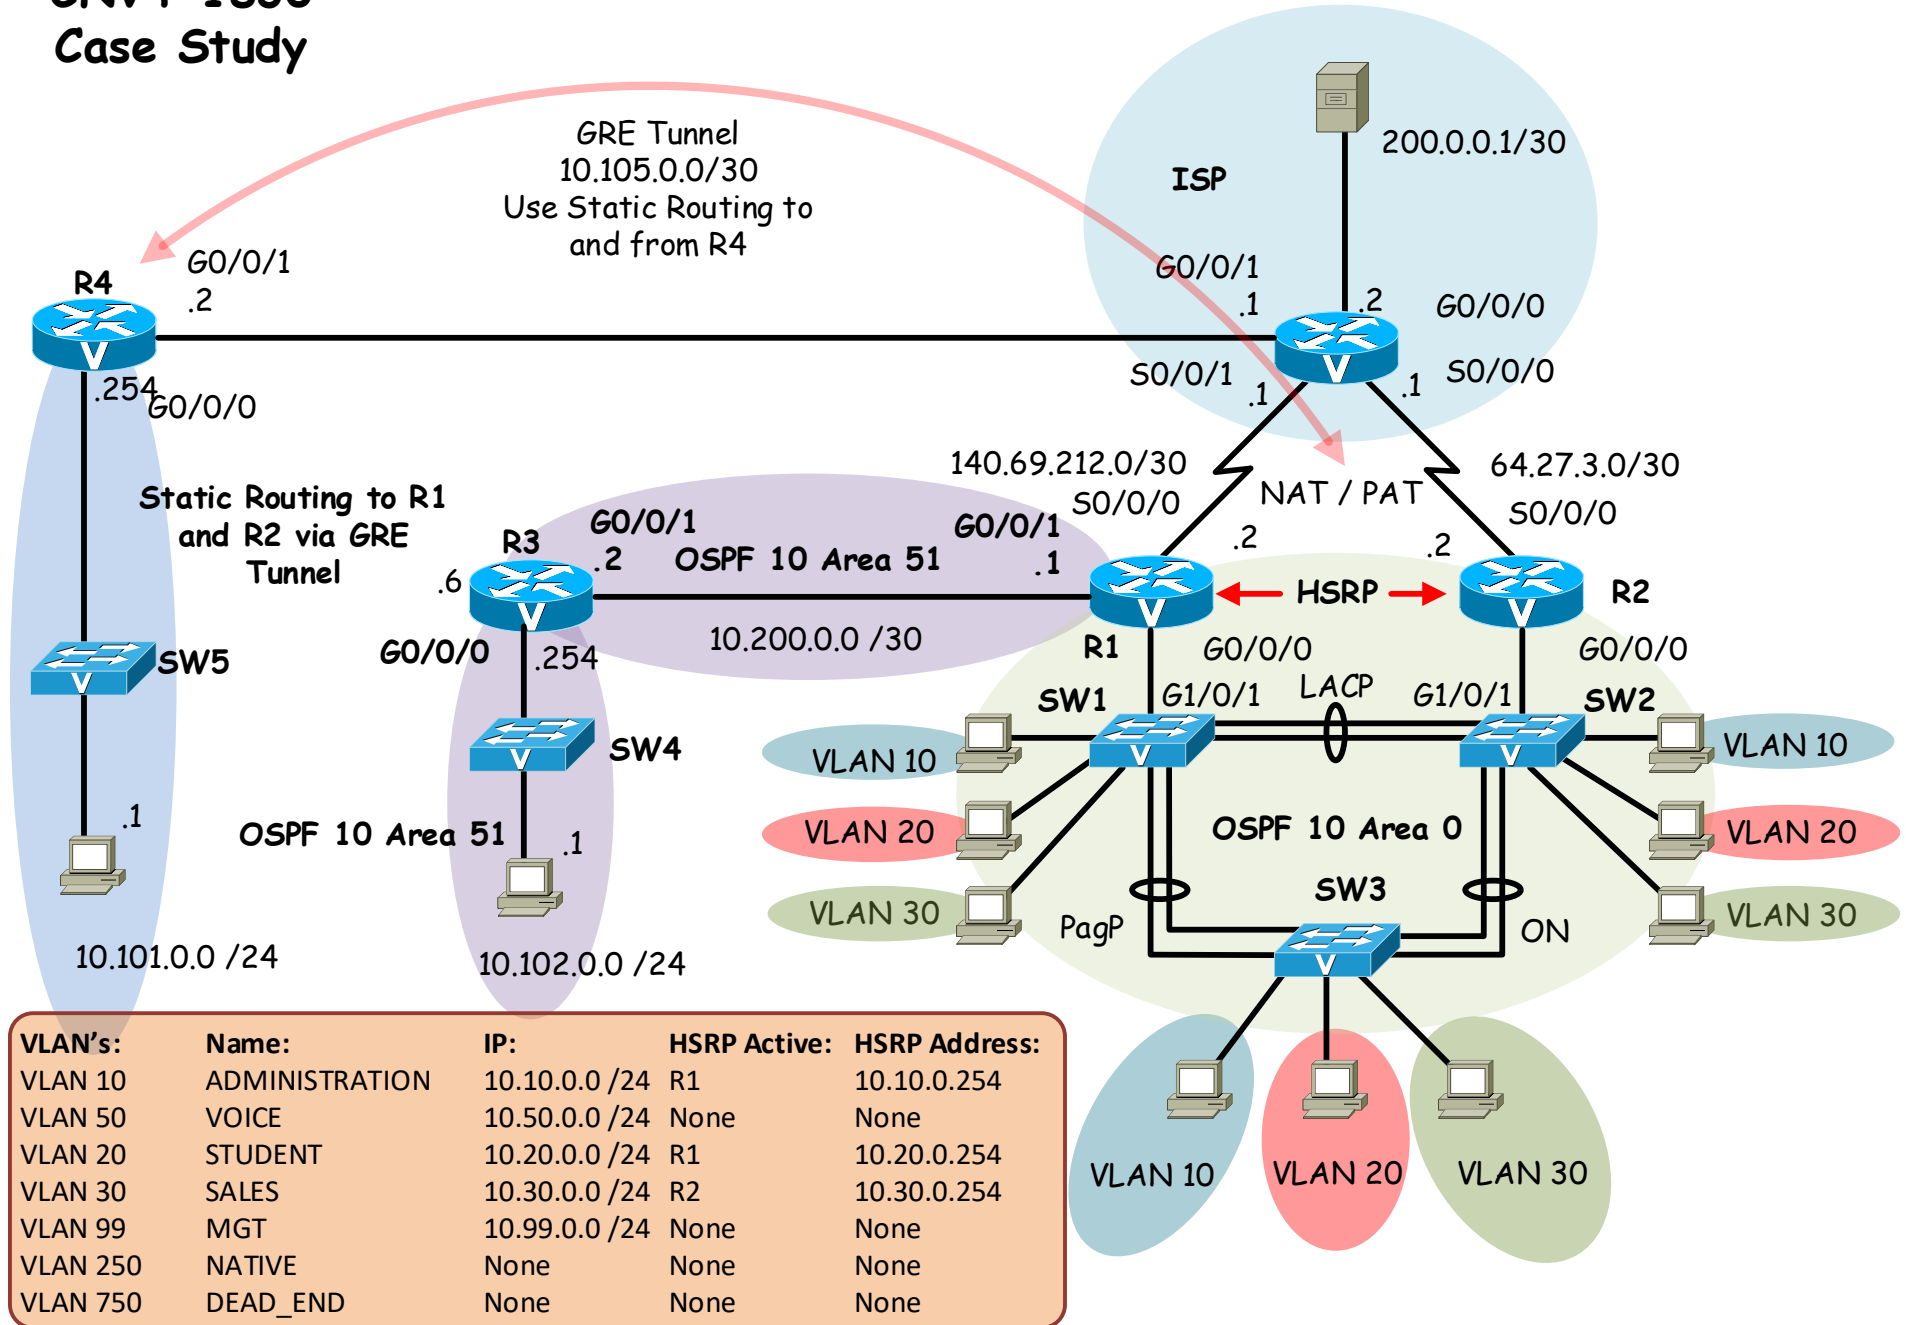 Case Study
GRE Tunnel
10.105.0.0/30
Use Static Routing to
and from R4
200.0.0.1/30
ISP
G0/0/1
.1
.2
G0/0/0
S0/0/1
.1
.1
S0/0/0
R4
G0/0/1
.2
.254
G0/0/0
140.69.212.0/30
S0/0/0
NAT / PAT
64.27.3.0/30
S0/0/0
.2
.2
Static Routing to R1
and R2 via GRE
Tunnel
R3
G0/0/1
.2
OSPF 10 Area 51
G0/0/1
.1
.6
HSRP
R2
10.200.0.0 /30
R1
G0/0/0
G0/0/0
G0/0/0
.254
SW5
SW4
SW1
G1/0/1
LACP
G1/0/1
SW2
VLAN 10
VLAN 10
VLAN 20
OSPF 10 Area 0
VLAN 20
VLAN 30
SW3
VLAN 30
PagP
ON
.1
OSPF 10 Area 51
.1
10.101.0.0 /24
10.102.0.0 /24
VLAN 10
VLAN 20
VLAN 30
VLAN's: Name: IP: HSRP Active: HSRP Address:
VLAN 10 ADMINISTRATION 10.10.0.0 /24 R1 10.10.0.254
VLAN 50 VOICE 10.50.0.0 /24 None None
VLAN 20 STUDENT 10.20.0.0 /24 R1 10.20.0.254
VLAN 30 SALES 10.30.0.0 /24 R2 10.30.0.254
VLAN 99 MGT 10.99.0.0 /24 None None
VLAN 250 NATIVE None None None
VLAN 750 DEAD_END None None None